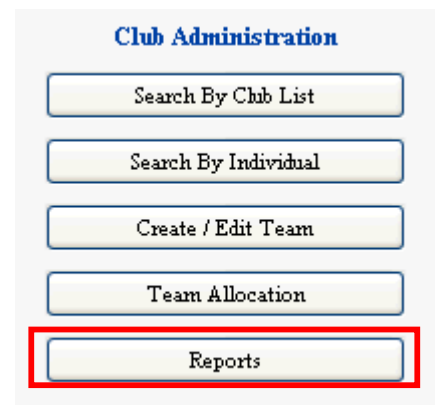 Club Administration
Search By Club List
Search By Individual
Create / Edit Team
Team Allocation
Reports